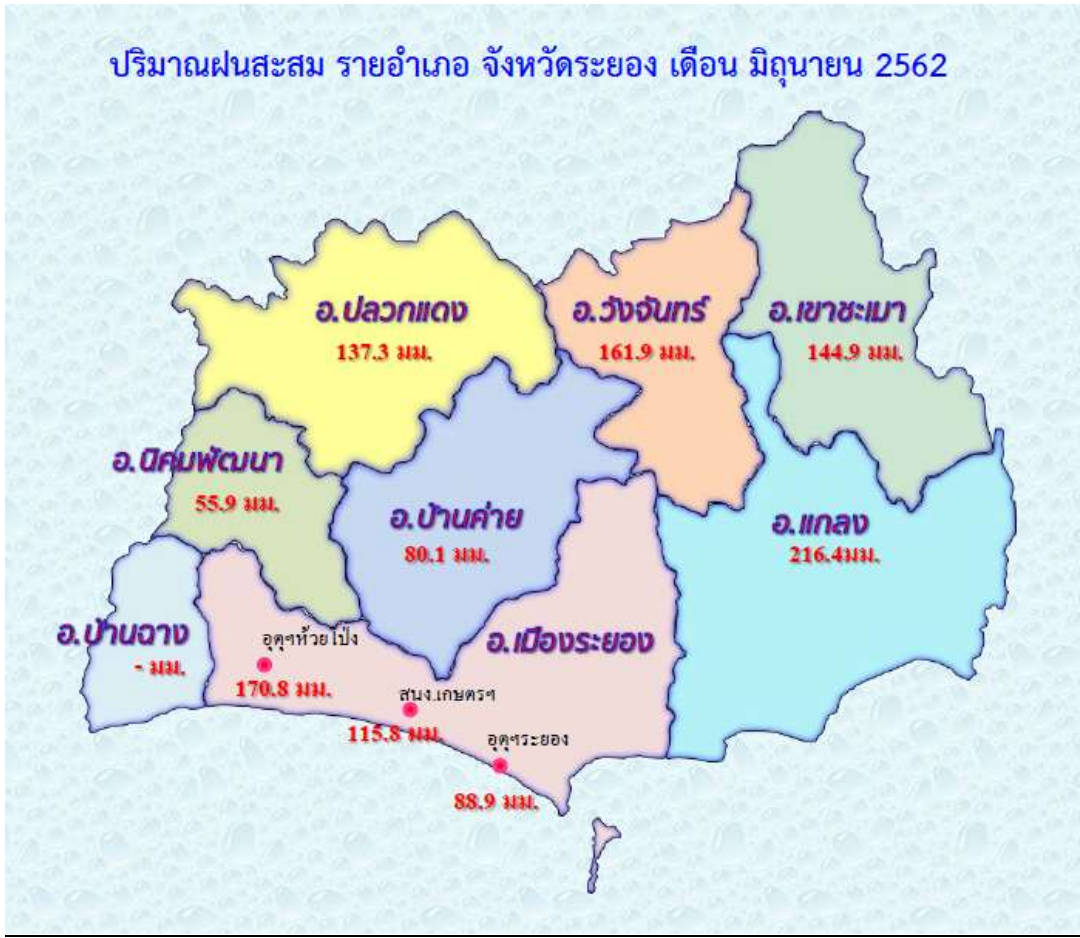 ปริมาณฝนสะสม รายอำเภอ จังหวัดระยอง เดือน มิถุนายน 2562
อ.ปลวกแดง
137.3 มม.
อ.วังจันทร์
161.9 มม.
อ.เขาชะเมา
144.9 มม.
อ.นิคมพัฒนา
55.9 มม.
อ.บ้านค่าย
80.1 มม.
อ.แกลง
216.4มม.
อ.บ้านฉาง
- มม.
อุตุฯห้วยโป่ง
170.8 มม.
อ.เมืองระยอง
สนง.เกษตรฯ
115.8 มม.
อุตุฯระยอง
88.9 มม.